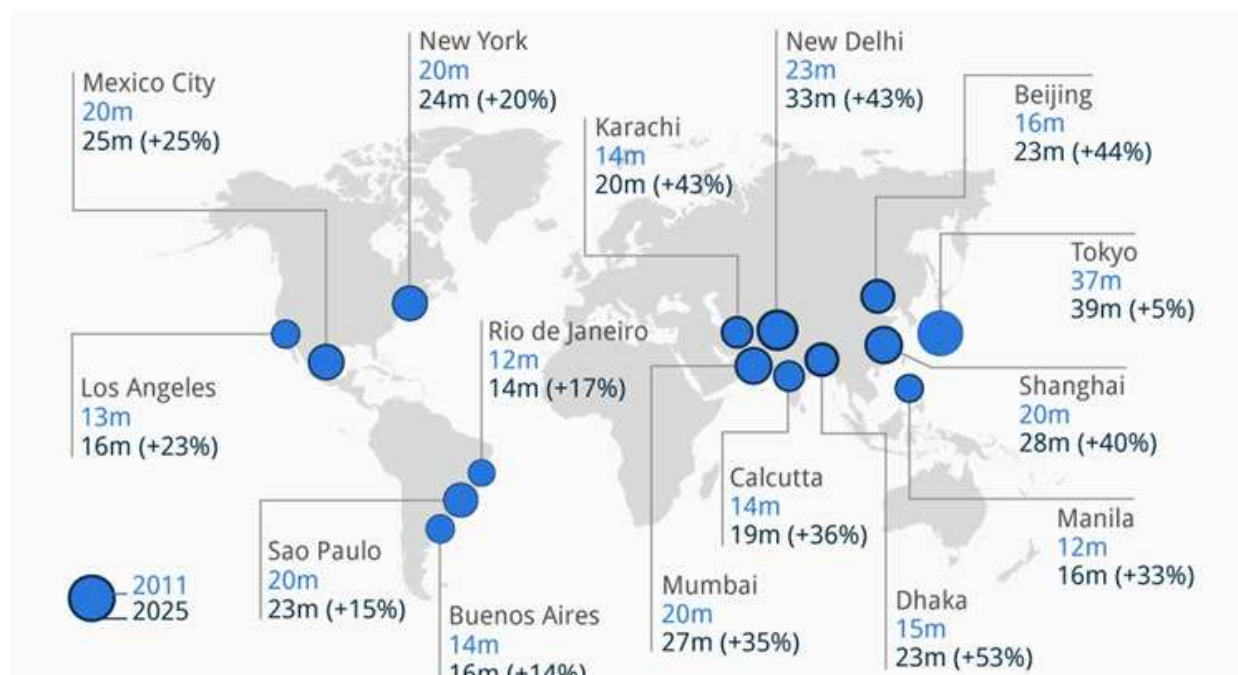 New York
20m
24m (+20%)
New Delhi
23m
33m (+43%)
Mexico City
20m
25m (+25%)
Beijing
16m
23m (+44%)
Karachi
14m
20m (+43%)
Tokyo
37m
39m (+5%)
Rio de Janeiro
12m
14m (+17%)
Los Angeles
13m
16m (+23%)
Shanghai
20m
28m (+40%)
Calcutta
14m
19m (+36%)
Manila
12m
16m (+33%)
Sao Paulo
20m
23m (+15%)
Mumbai
20m
27m (+35%)
Dhaka
15m
23m (+53%)
Buenos Aires
14m
16m (+14%)
2011
2025